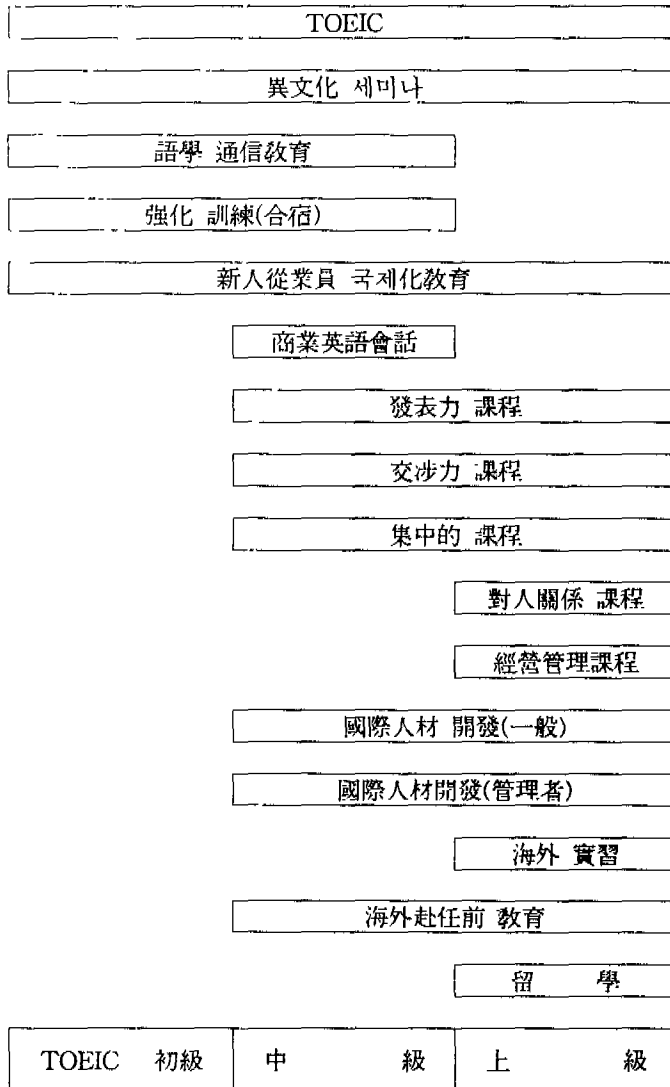 TOEIC
異文化 세미나
語學 通信敎育
强化 訓練(合宿)
新人從業員 국제化敎育
商業英語會話
發表力 課程
交涉力 課程
集中的 課程
對人關係 課程
經營管理課程
國際人材 開發(一般)
國際人材開發(管理者)
海外 實習
海外赴任前 敎育
留 學
TOEIC 初級 中 級 上 級